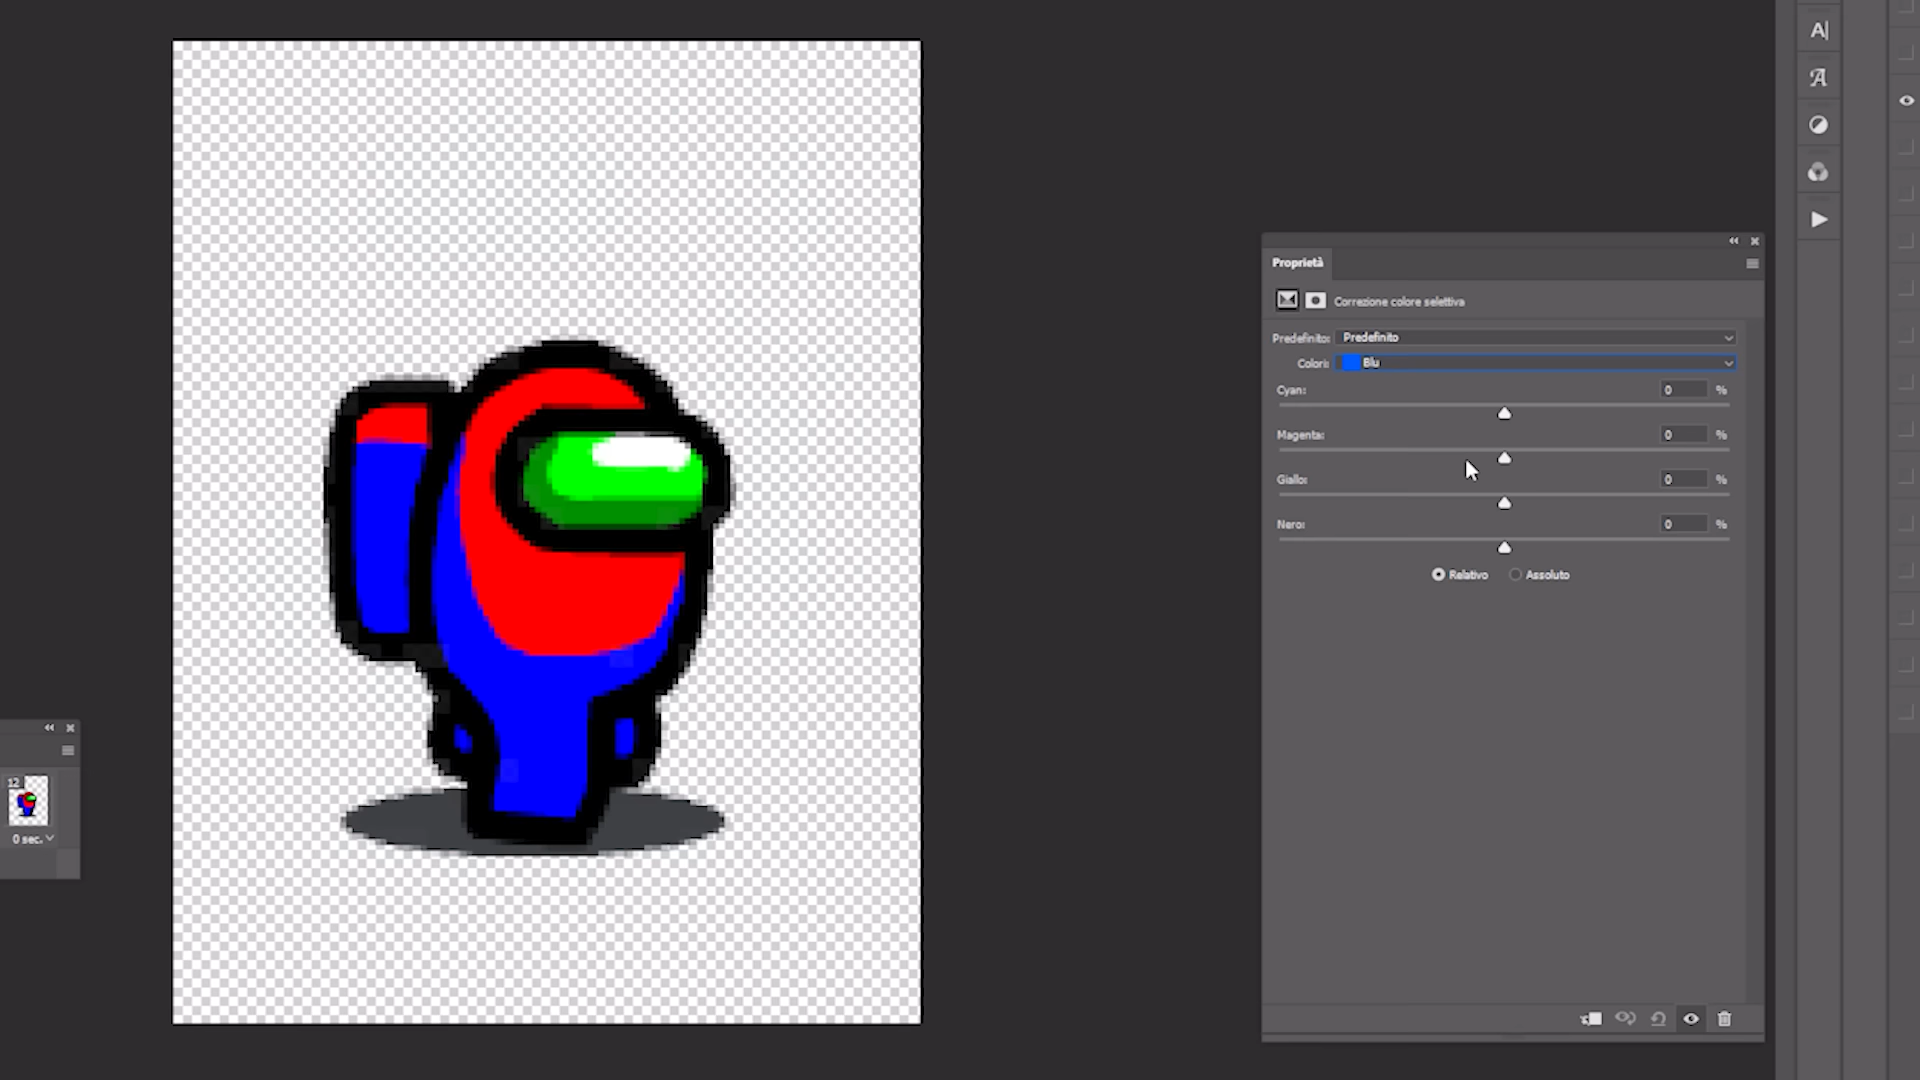 A|
A
Proprietà
Correzione colore selettiva
Predefinito: Predefinito
Colori: Blu
Cyan: 0 %
Magenta: 0 %
Giallo: 0 %
Nero: 0 %
Relativo Assoluto
12
0 sec.